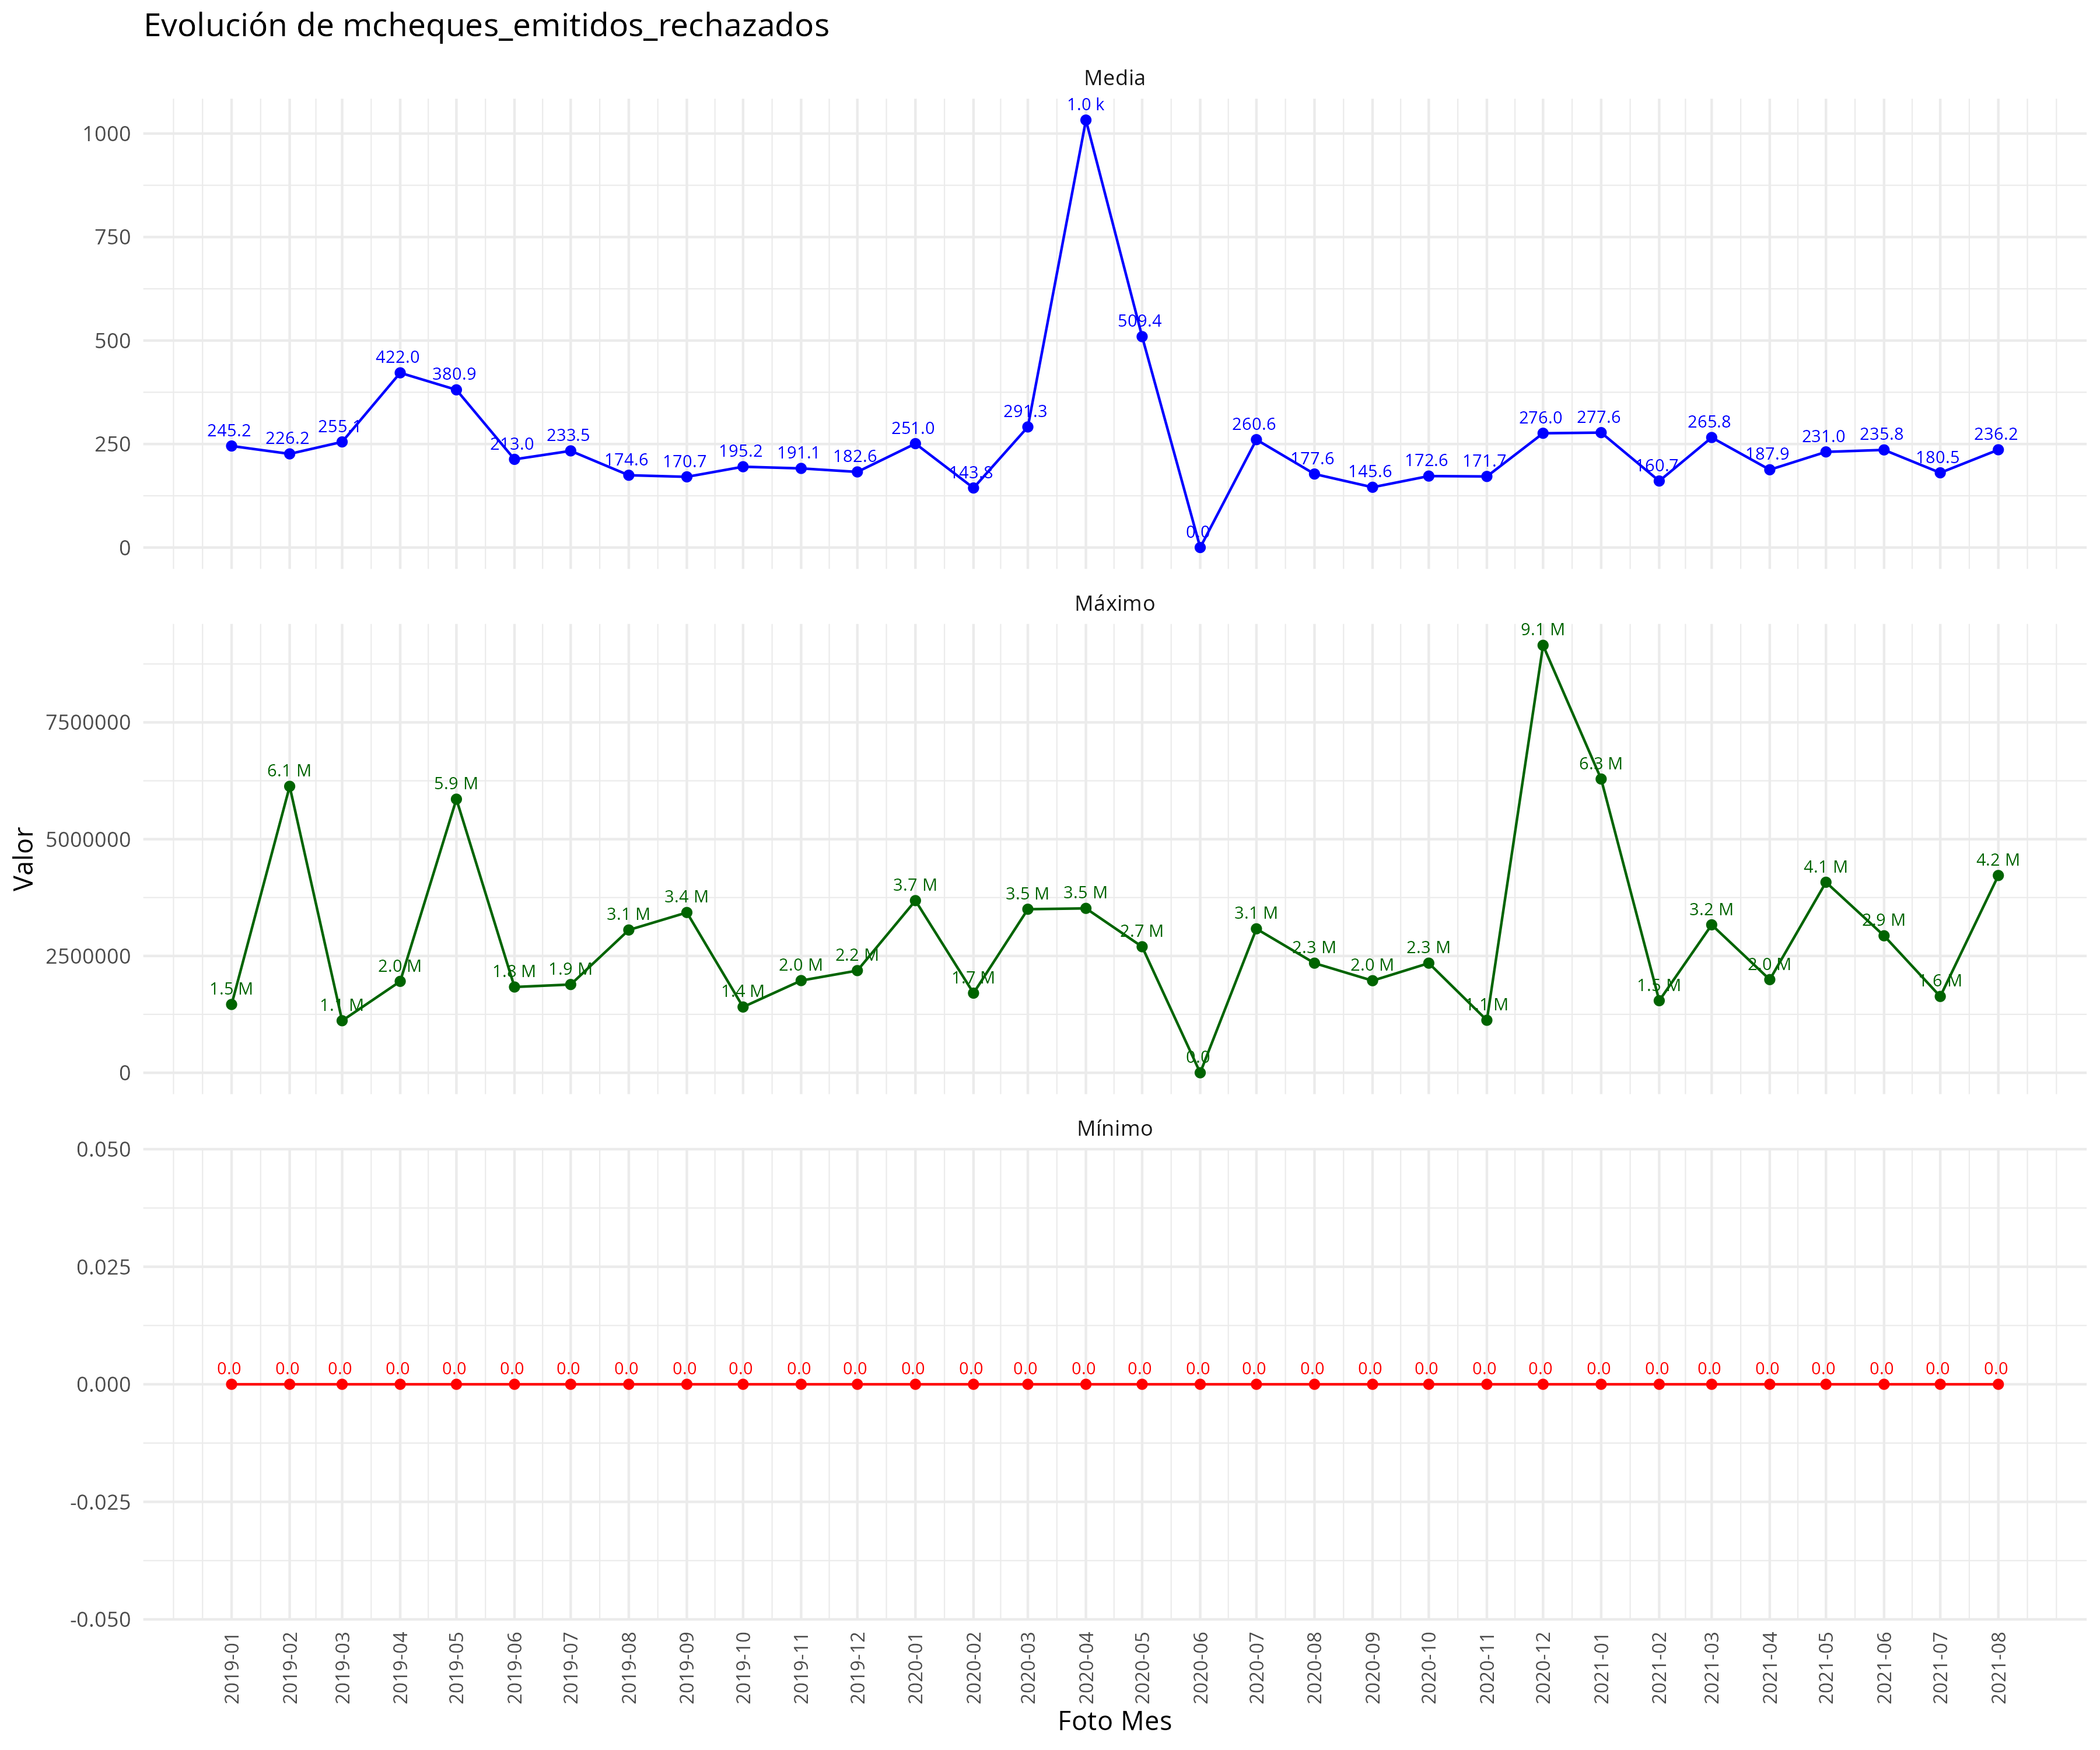 Evolución de mcheques_emitidos_rechazados
Media
1000
750
500
250
0
245.2 226.2 255.1 422.0 380.9 213.0 233.5 174.6 170.7 195.2 191.1 182.6 251.0 143.8 291.3 1.0 k 509.4 0.0 260.6 177.6 145.6 172.6 171.7 276.0 277.6 160.7 265.8 187.9 231.0 235.8 180.5 236.2
Máximo
7500000
5000000
2500000
0
1.5 M 6.1 M 1.1 M 2.0 M 5.9 M 1.8 M 1.9 M 3.1 M 3.4 M 1.4 M 2.0 M 2.2 M 3.7 M 1.7 M 3.5 M 3.5 M 2.7 M 0.0 3.1 M 2.3 M 2.0 M 2.3 M 1.1 M 9.1 M 6.3 M 1.5 M 3.2 M 2.0 M 4.1 M 2.9 M 1.6 M 4.2 M
Valor
Mínimo
0.050
0.025
0.000
-0.025
-0.050
0.0 0.0 0.0 0.0 0.0 0.0 0.0 0.0 0.0 0.0 0.0 0.0 0.0 0.0 0.0 0.0 0.0 0.0 0.0 0.0 0.0 0.0 0.0 0.0 0.0 0.0 0.0 0.0 0.0 0.0 0.0 0.0
2019-01 2019-02 2019-03 2019-04 2019-05 2019-06 2019-07 2019-08 2019-09 2019-10 2019-11 2019-12 2020-01 2020-02 2020-03 2020-04 2020-05 2020-06 2020-07 2020-08 2020-09 2020-10 2020-11 2020-12 2021-01 2021-02 2021-03 2021-04 2021-05 2021-06 2021-07 2021-08
Foto Mes